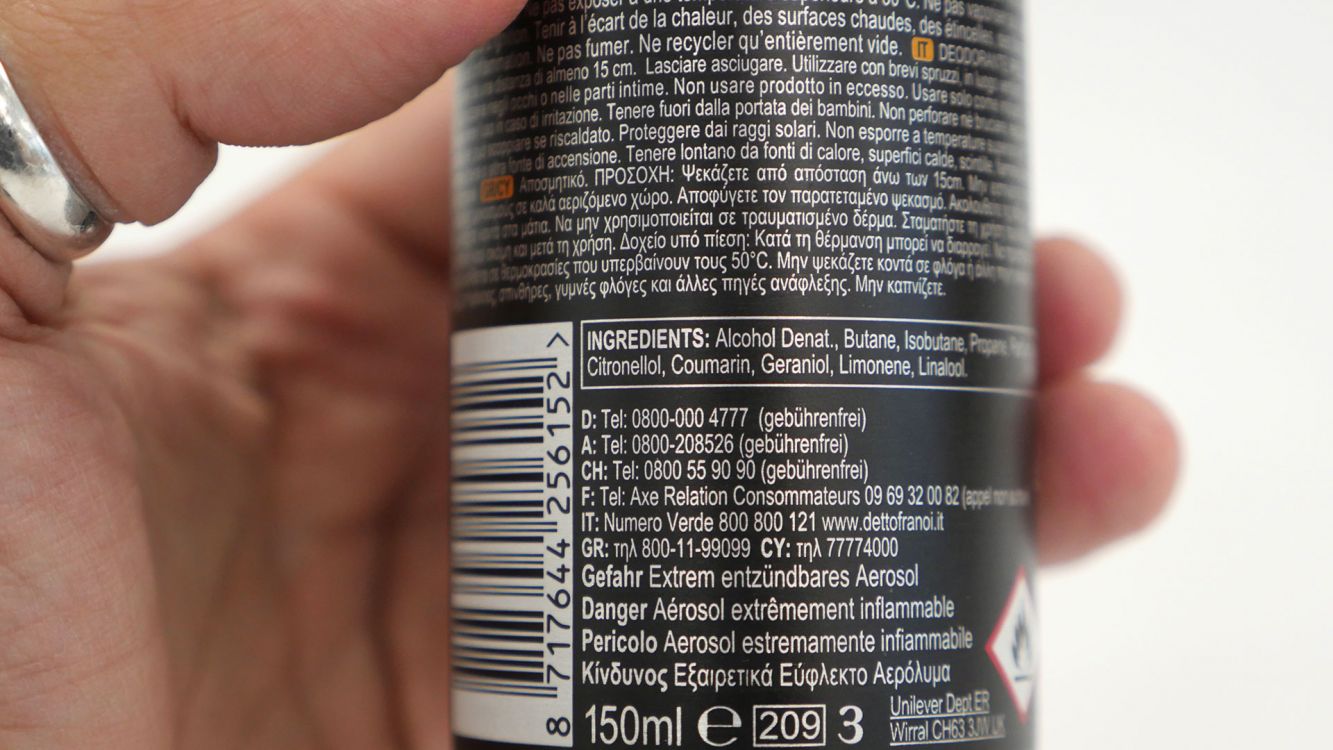 pas exposer à une
Tenir à l’écart de la chaleur, des surfaces chaudes, des étincelles,
Ne pas fumer. Ne recycler qu’entièrement vide. IT DEODORANTE
di almeno 15 cm. Lasciare asciugare. Utilizzare con brevi spruzzi, in
occhi o nelle parti intime. Non usare prodotto in eccesso. Usare solo
in caso di irritazione. Tenere fuori dalla portata dei bambini. Non perforare né
se riscaldato. Proteggere dai raggi solari. Non esporre a temperature
fonte di accensione. Tenere lontano da fonti di calore, superfici calde, scintille,
Αποσμητικό. ΠΡΟΣΟΧΗ: Ψεκάζετε από απόσταση άνω των 15cm. Μην
σε καλά αεριζόμενο χώρο. Αποφύγετε τον παρατεταμένο ψεκασμό.
στα μάτια. Να μην χρησιμοποιείται σε τραυματισμένο δέρμα. Σταματήστε τη
και μετά τη χρήση. Δοχείο υπό πίεση: Κατά τη θέρμανση μπορεί να διαρραγεί.
σε θερμοκρασίες που υπερβαίνουν τους 50°C. Μην ψεκάζετε κοντά σε φλόγα ή
σπινθήρες, γυμνές φλόγες και άλλες πηγές ανάφλεξης. Μην καπνίζετε.
INGREDIENTS: Alcohol Denat., Butane, Isobutane, Propane,
Citronellol, Coumarin, Geraniol, Limonene, Linalool.
D: Tel: 0800-000 4777 (gebührenfrei)
A: Tel: 0800-208526 (gebührenfrei)
CH: Tel: 0800 55 90 90 (gebührenfrei)
F: Tel: Axe Relation Consommateurs 09 69 32 00 82 (appel non
IT: Numero Verde 800 800 121 www.dettofranoi.it
GR: τηλ 800-11-99099 CY: τηλ 77774000
Gefahr Extrem entzündbares Aerosol
Danger Aérosol extrêmement inflammable
Pericolo Aerosol estremamente infiammabile
Κίνδυνος Εξαιρετικά Εύφλεκτο Αερόλυμα
150ml e 209 3
Unilever Dept ER
Wirral CH63 3JW UK
8 717644 256152 >